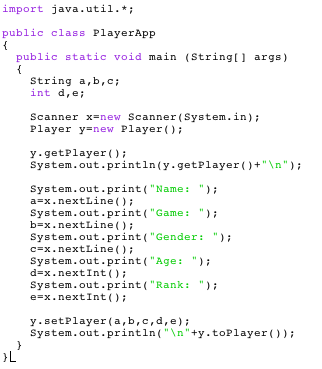 import java.util.*;
public class PlayerApp
{
public static void main (String[] args)
{
String a,b,c;
int d,e;
Scanner x=new Scanner(System.in);
Player y=new Player();
y.getPlayer();
System.out.println(y.getPlayer()+"\n");
System.out.print("Name: ");
a=x.nextLine();
System.out.print("Game: ");
b=x.nextLine();
System.out.print("Gender: ");
c=x.nextLine();
System.out.print("Age: ");
d=x.nextInt();
System.out.print("Rank: ");
e=x.nextInt();
y.setPlayer(a,b,c,d,e);
System.out.println("\n"+y.toPlayer());
}
}